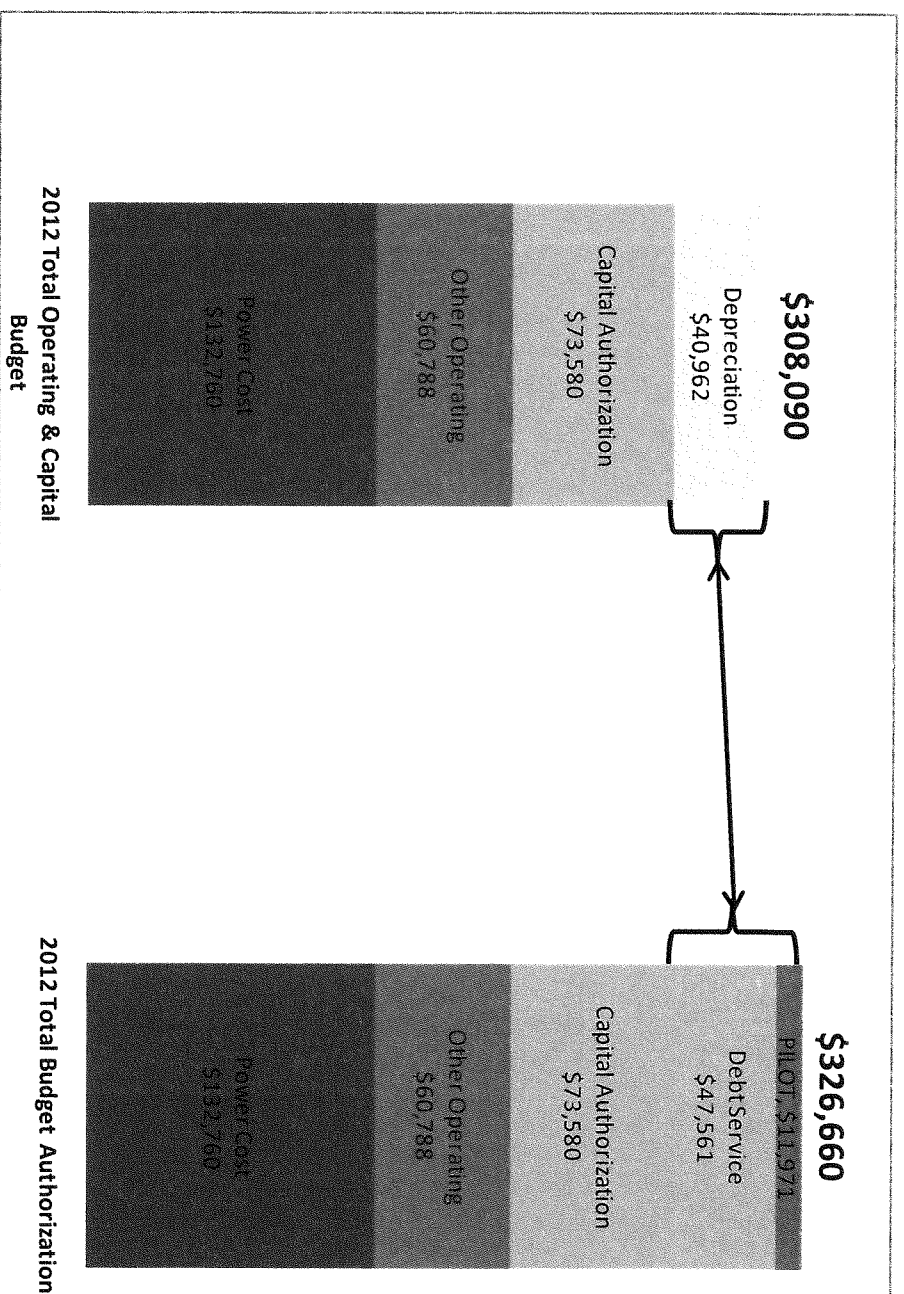 $308,090
Depreciation
$40,962
Capital Authorization
$73,580
Other Operating
$60,788
Power Cost
$132,760
2012 Total Operating & Capital
Budget
$326,660
PILOT, $11,971
Debt Service
$47,561
Capital Authorization
$73,580
Other Operating
$60,788
Power Cost
$132,760
2012 Total Budget Authorization